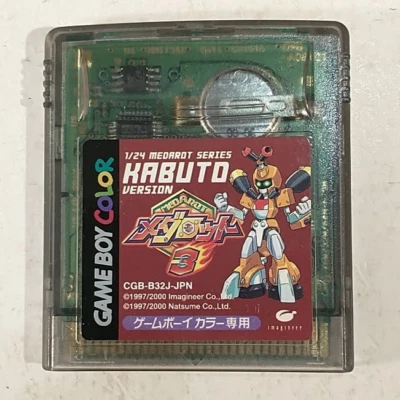 1/24 MEDAROT SERIES
KABUTO
VERSION
MEDAROT
メダロット
3
CGB-B32J-JPN
©1997/2000 Imagineer Co.,Ltd.
©1997/2000 Natsume Co.,Ltd.
ゲームボーイカラー専用
imagineer
GAME BOY COLOR